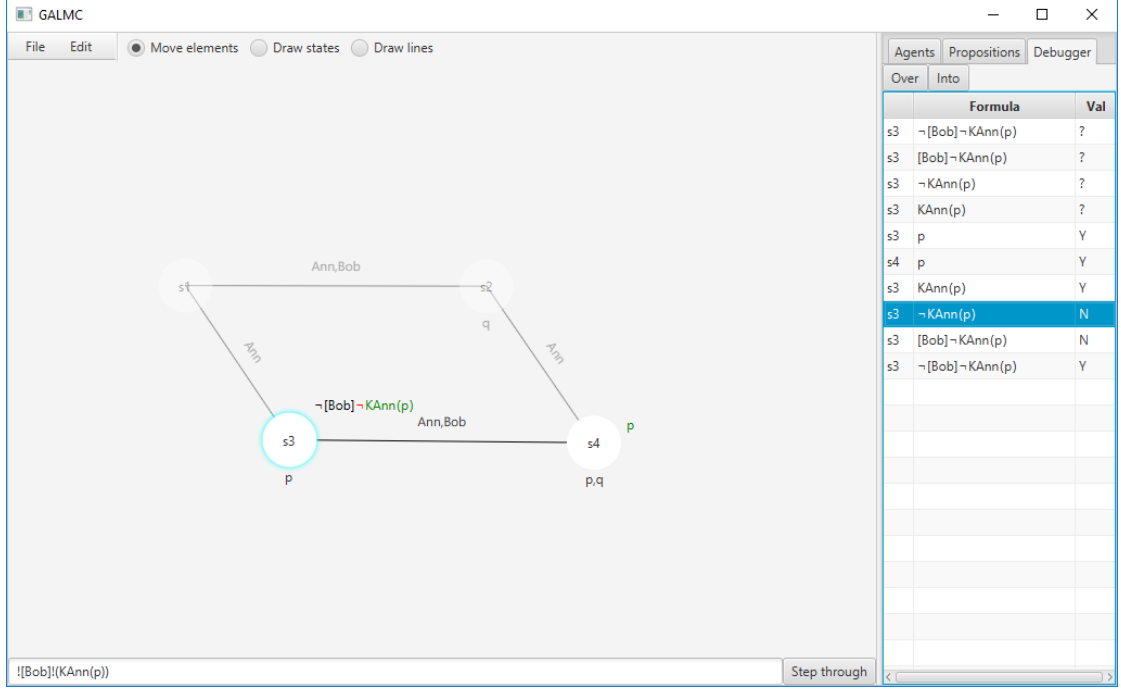 GALMC
File Edit Move elements Draw states Draw lines
Agents Propositions Debugger
Over Into
Formula Val
s3 ¬[Bob]¬KAnn(p) ?
s3 [Bob]¬KAnn(p) ?
s3 ¬KAnn(p) ?
s3 KAnn(p) ?
s3 p Y
s4 p Y
s3 KAnn(p) Y
s3 ¬KAnn(p) N
s3 [Bob]¬KAnn(p) N
s3 ¬[Bob]¬KAnn(p) Y
Ann,Bob
s1 s2
q
Ann Ann
¬[Bob]¬KAnn(p)
Ann,Bob
p
s3 s4
p p,q
![Bob]!(KAnn(p)) Step through